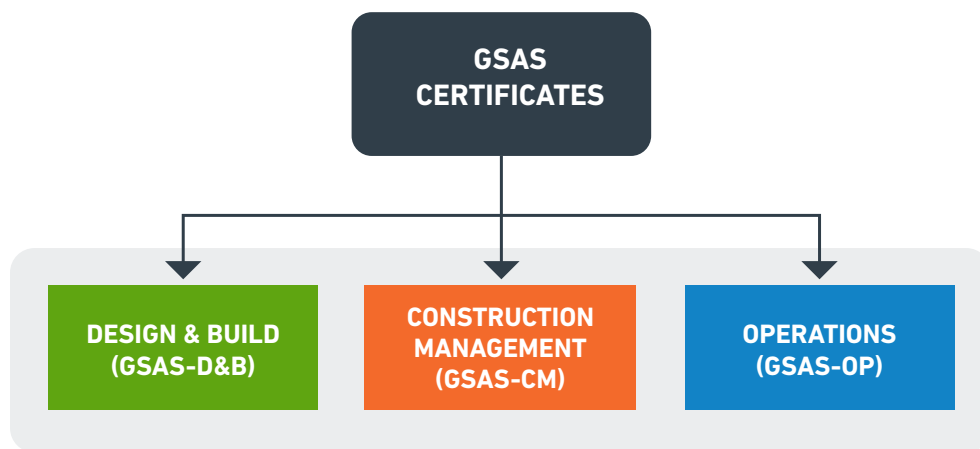 GSAS
CERTIFICATES
DESIGN & BUILD
(GSAS-D&B)
CONSTRUCTION
MANAGEMENT
(GSAS-CM)
OPERATIONS
(GSAS-OP)